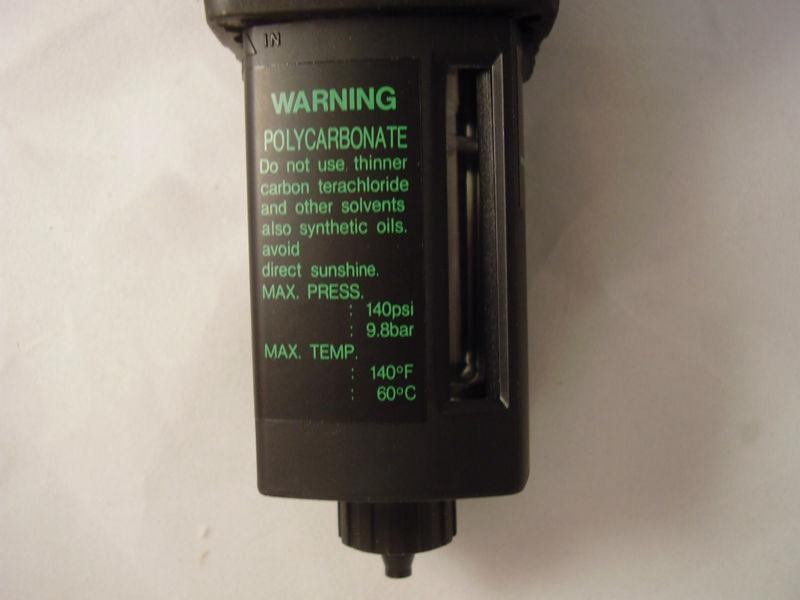 IN
WARNING
POLYCARBONATE
Do not use thinner
carbon terachloride
and other solvents
also synthetic oils.
avoid
direct sunshine.
MAX. PRESS.
: 140psi
: 9.8bar
MAX. TEMP.
: 140°F
: 60°C